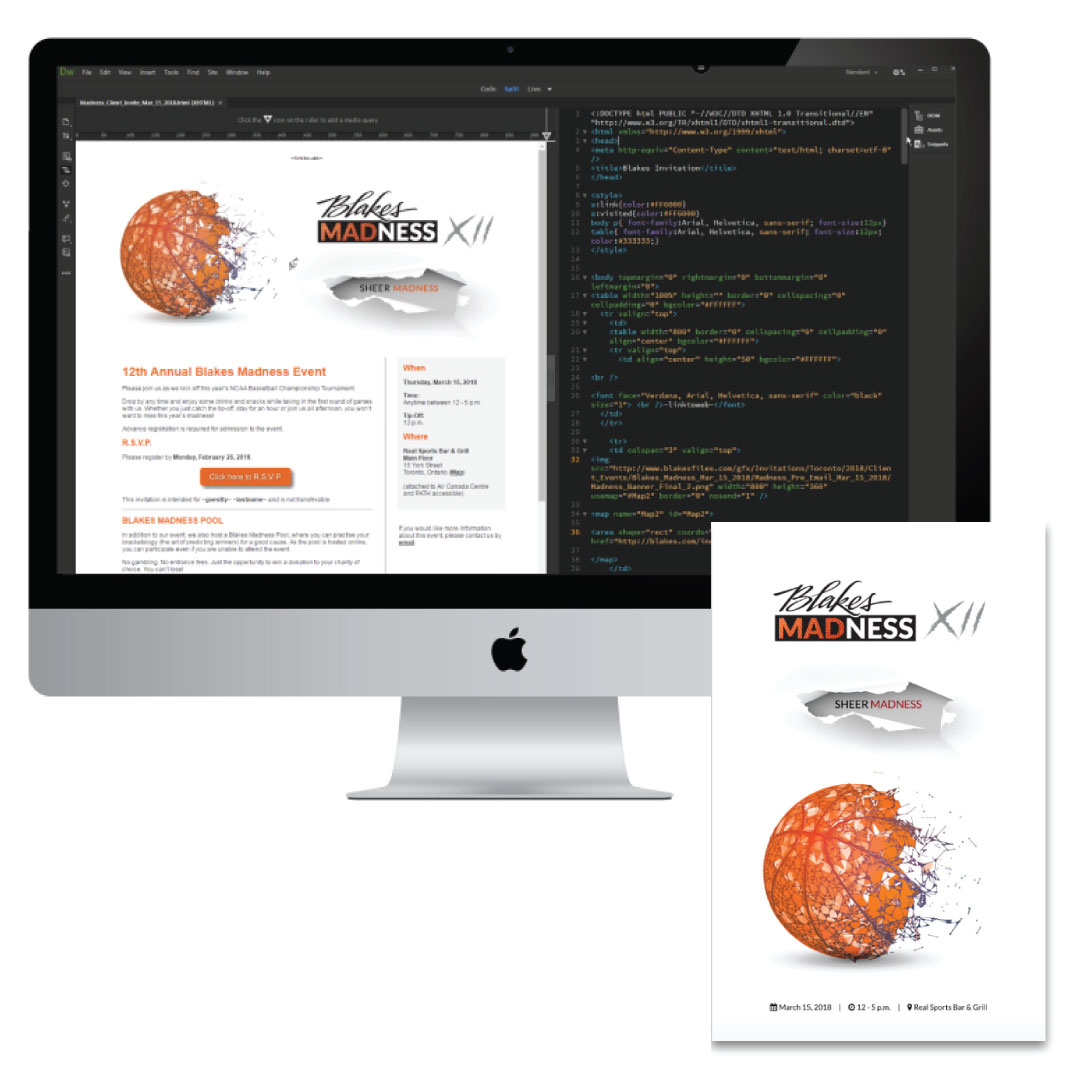 Dw File Edit View Insert Tools Find Site Window Help
Standard
Code Split Live
Madness_Client_Invite_Mar_15_2018.html (XHTML)
Click the icon on the ruler to add a media query
Blakes
MADNESS XII
SHEER MADNESS
12th Annual Blakes Madness Event
Please join us as we kick off this year's NCAA Basketball Championship Tournament.
Drop by any time and enjoy some drinks and snacks while taking in the first round of games
with us. Whether you just catch the tip-off, stay for an hour or join us all afternoon, you won't
want to miss this year's madness!
Advance registration is required for admission to the event.
R.S.V.P.
Please register by Monday, February 26, 2018.
Click here to R.S.V.P.
This invitation is intended for ~greetby~ ~lastname~ and is not transferable.
BLAKES MADNESS POOL
In addition to our event, we also host a Blakes Madness Pool, where you can practise your
bracketology (the art of predicting winners) for a good cause. As the pool is hosted online,
you can participate even if you are unable to attend the event.
No gambling. No entrance fees. Just the opportunity to win a donation to your charity of
choice. You can't lose!
When
Thursday, March 15, 2018
Time:
Anytime between 12 - 5 p.m.
Tip-Off:
12 p.m.
Where
Real Sports Bar & Grill
Main Floor
15 York Street
Toronto, Ontario (Map)
(attached to Air Canada Centre
and PATH accessible)
If you would like more information
about this event, please contact us by
email.
1 <!DOCTYPE html PUBLIC "-//W3C//DTD XHTML 1.0 Transitional//EN"
"http://www.w3.org/TR/xhtml1/DTD/xhtml1-transitional.dtd">
2 <html xmlns="http://www.w3.org/1999/xhtml">
3 <head>
4 <meta http-equiv="Content-Type" content="text/html; charset=utf-8"
/>
5 <title>Blakes Invitation</title>
6 </head>
7
8 <style>
9 a:link{color:#FF6600}
10 a:visited{color:#FF6600}
11 body p{ font-family:Arial, Helvetica, sans-serif; font-size:12px}
12 table{ font-family:Arial, Helvetica, sans-serif; font-size:12px;
color:#333333;}
13 </style>
14
15
16 <body topmargin="0" rightmargin="0" bottommargin="0"
leftmargin="0">
17 <table width="100%" height="" border="0" cellspacing="0"
cellpadding="0" bgcolor="#FFFFFF">
18 <tr valign="top">
19 <td>
20 <table width="800" border="0" cellspacing="0" cellpadding="0"
align="center" bgcolor="#FFFFFF">
21 <tr valign="top">
22 <td align="center" height="50" bgcolor="#FFFFFF">
23
24 <br />
25
26 <font face="Verdana, Arial, Helvetica, sans-serif" color="black"
size="1"> <br />~linktoweb~</font>
27 </td>
28 </tr>
29
30 <tr>
31 <td colspan="3" valign="top">
32 <img
src="http://www.blakesfiles.com/gfx/Invitations/Toronto/2018/Clien
t_Events/Blakes_Madness_Mar_15_2018/Madness_Pre_Email_Mar_15_2018/
Madness_Banner_Final_2.png" width="800" height="360"
usemap="#Map2" border="0" nosend="1" />
33
34 <map name="Map2" id="Map2">
35
36 <area shape="rect"
href="http://blakes.com/
37
38 </map>
39 </td>
DOM
Assets
Snippets
Blakes
MADNESS XII
SHEER MADNESS
March 15, 2018 | 12 - 5 p.m. | Real Sports Bar & Grill